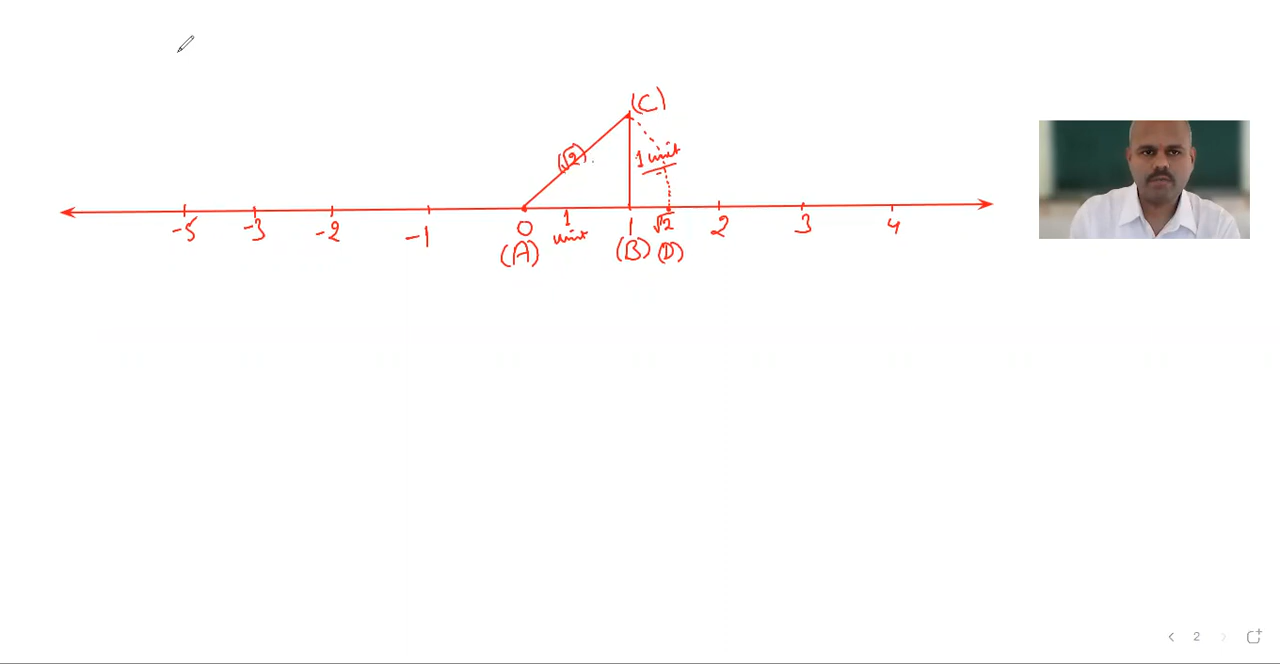 (C)
(√2)
1 unit
-5 -3 -2 -1 0 1 unit 1 √2 2 3 4
(A) (B) (D)
2